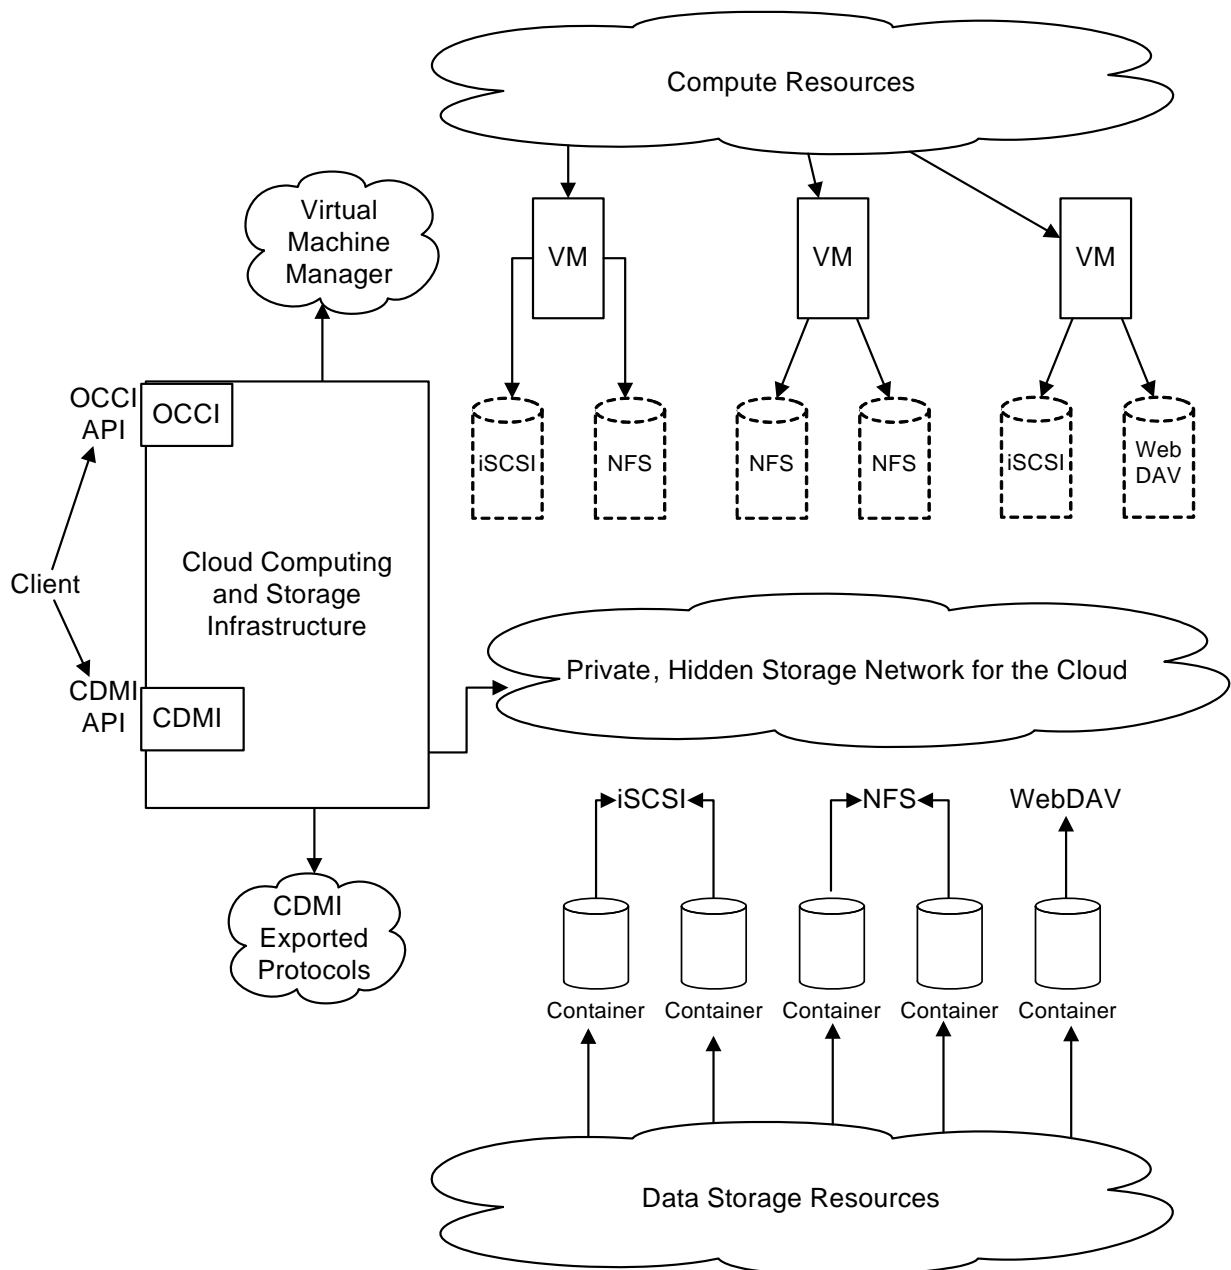 Compute Resources
Virtual
Machine
Manager
VM
VM
VM
OCCI
API
OCCI
iSCSI
NFS
NFS
NFS
iSCSI
Web
DAV
Cloud Computing
and Storage
Infrastructure
Client
Private, Hidden Storage Network for the Cloud
CDMI
API
CDMI
iSCSI
NFS
WebDAV
CDMI
Exported
Protocols
Container
Container
Container
Container
Container
Data Storage Resources